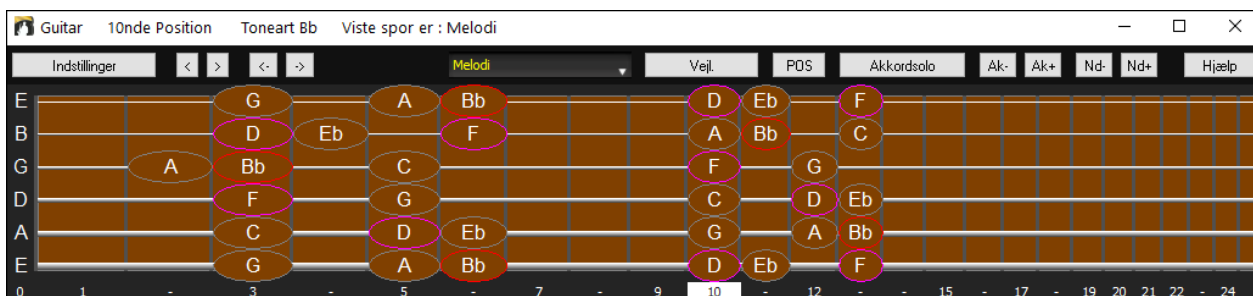 Guitar 10nde Position Toneart Bb Viste spor er : Melodi
Indstillinger < > <- -> Melodi Vejl. POS Akkordsolo Ak- Ak+ Nd- Nd+ Hjælp
E G A Bb D Eb F
B D Eb F A Bb C
G A Bb C F G
D F G C D Eb
A C D Eb G A Bb
E G A Bb D Eb F
0 1 - 3 - 5 - 7 - 9 10 - 12 - - 15 - 17 - 19 20 21 22 - 24